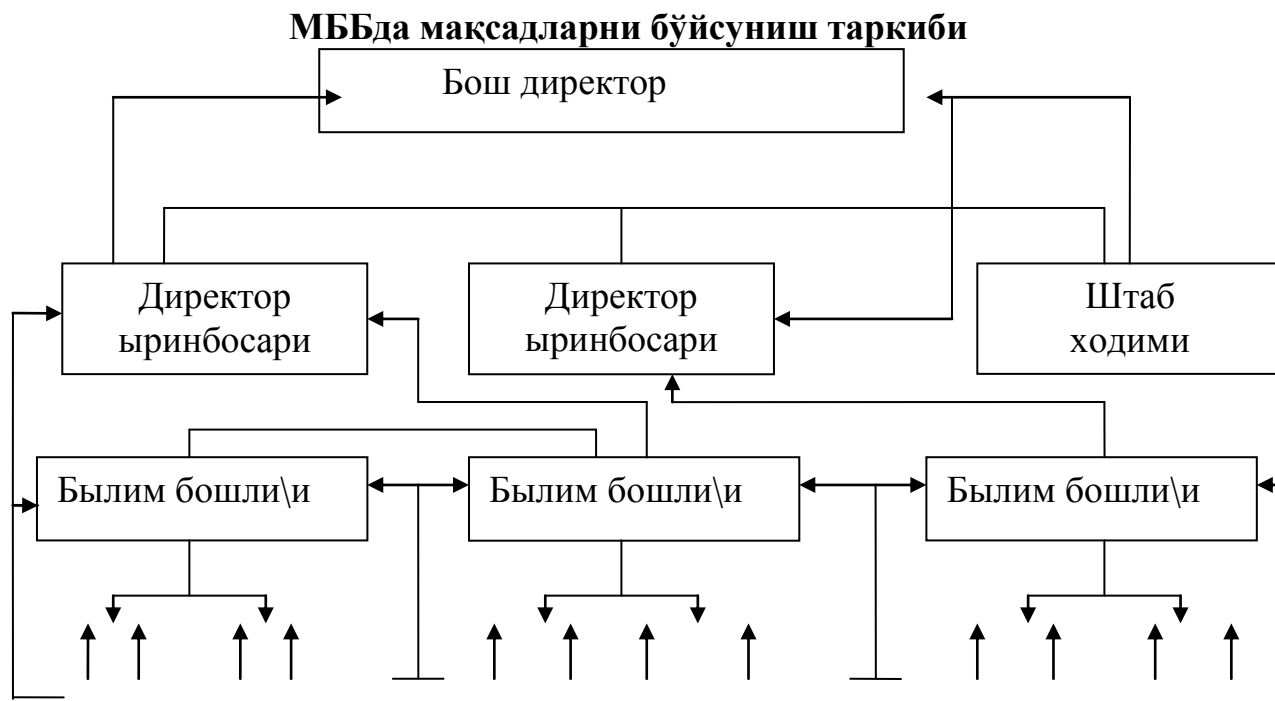 МББда мақсадларни бўйсуниш таркиби
Бош директор
Директор
ыринбосари
Директор
ыринбосари
Штаб
ходими
Былим бошли\и
Былим бошли\и
Былим бошли\и